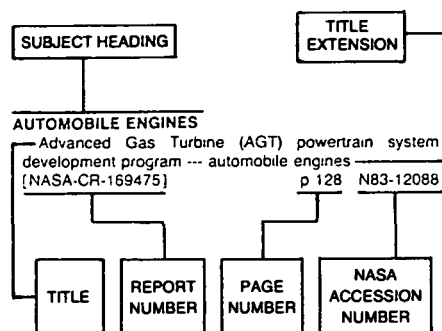 SUBJECT HEADING
TITLE
EXTENSION
AUTOMOBILE ENGINES
Advanced Gas Turbine (AGT) powertrain system
development program --- automobile engines
[NASA-CR-169475] p 128 N83-12088
TITLE
REPORT
NUMBER
PAGE
NUMBER
NASA
ACCESSION
NUMBER